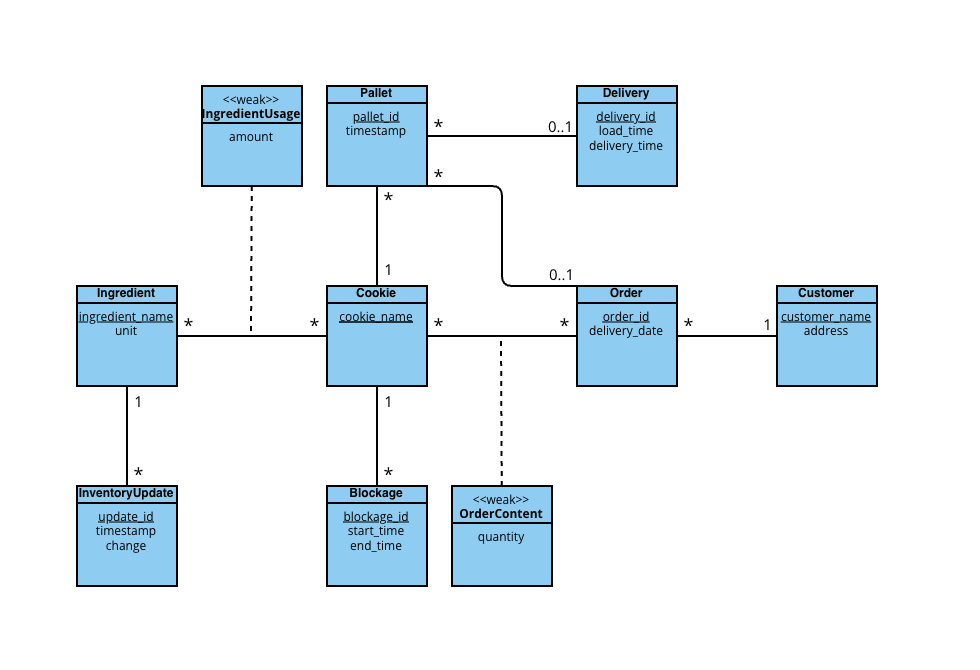 <<weak>>
IngredientUsage
amount
Pallet
pallet_id
timestamp
Delivery
delivery_id
load_time
delivery_time
*
0..1
*
*
1
0..1
Ingredient
ingredient_name
unit
*
*
Cookie
cookie_name
*
*
Order
order_id
delivery_date
*
1
Customer
customer_name
address
1
*
1
*
InventoryUpdate
update_id
timestamp
change
Blockage
blockage_id
start_time
end_time
<<weak>>
OrderContent
quantity